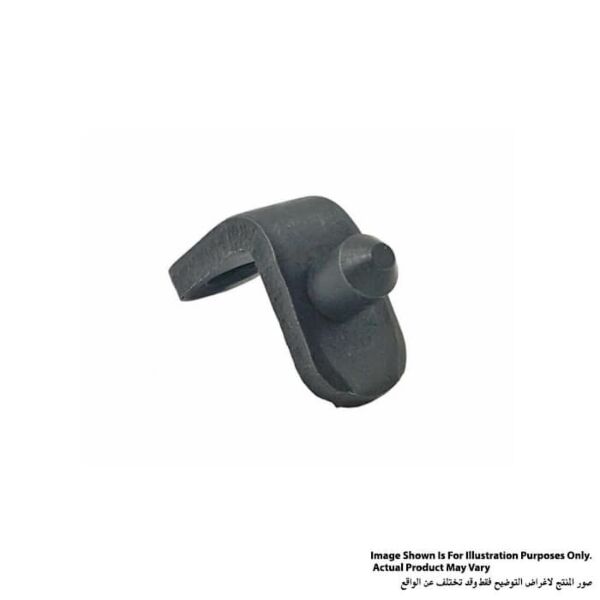 Image Shown Is For Illustration Purposes Only.
Actual Product May Vary
صور المنتج لاغراض التوضيح فقط وقد تختلف عن الواقع